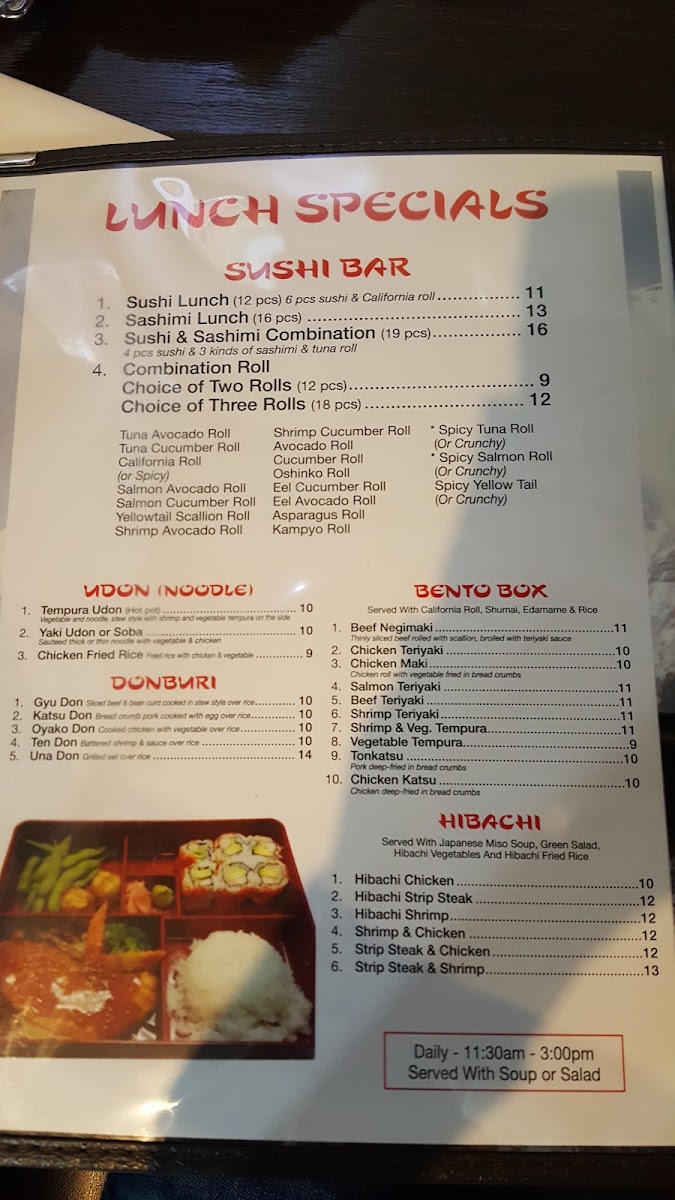 LUNCH SPECIALS
SUSHI BAR
1. Sushi Lunch (12 pcs) 6 pcs sushi & California roll ................ 11
2. Sashimi Lunch (16 pcs) ........................................ 13
3. Sushi & Sashimi Combination (19 pcs)................. 16
4 pcs sushi & 3 kinds of sashimi & tuna roll
4. Combination Roll
Choice of Two Rolls (12 pcs)................................... 9
Choice of Three Rolls (18 pcs) .............................. 12
Tuna Avocado Roll
Tuna Cucumber Roll
California Roll
(or Spicy)
Salmon Avocado Roll
Salmon Cucumber Roll
Yellowtail Scallion Roll
Shrimp Avocado Roll
Shrimp Cucumber Roll
Avocado Roll
Cucumber Roll
Oshinko Roll
Eel Cucumber Roll
Eel Avocado Roll
Asparagus Roll
Kampyo Roll
* Spicy Tuna Roll
(Or Crunchy)
* Spicy Salmon Roll
(Or Crunchy)
Spicy Yellow Tail
(Or Crunchy)
UDON (NOODLE)
1. Tempura Udon (Hot pot) .................................. 10
Vegetable and noodle, stew style with shrimp and vegetable tempura on the side
2. Yaki Udon or Soba ...................................... 10
Sauteed thick or thin noodle with vegetable & chicken
3. Chicken Fried Rice Fried rice with chicken & vegetable ............. 9
DONBURI
1. Gyu Don Sliced beef & bean curd cooked in stew style over rice........... 10
2. Katsu Don Bread crumb pork cooked with egg over rice........... 10
3. Oyako Don Cooked chicken with vegetable over rice.............. 10
4. Ten Don Battered shrimp & sauce over rice ........................ 10
5. Una Don Grilled eel over rice .................................... 14
BENTO BOX
Served With California Roll, Shumai, Edamame & Rice
1. Beef Negimaki............................................11
Thinly sliced beef rolled with scallion, broiled with teriyaki sauce
2. Chicken Teriyaki ..........................................10
3. Chicken Maki..............................................10
Chicken roll with vegetable fried in bread crumbs
4. Salmon Teriyaki ...........................................11
5. Beef Teriyaki...............................................11
6. Shrimp Teriyaki ...........................................11
7. Shrimp & Veg. Tempura.................................11
8. Vegetable Tempura.........................................9
9. Tonkatsu ...................................................10
Pork deep-fried in bread crumbs
10. Chicken Katsu .............................................10
Chicken deep-fried in bread crumbs
HIBACHI
Served With Japanese Miso Soup, Green Salad,
Hibachi Vegetables And Hibachi Fried Rice
1. Hibachi Chicken ...........................................10
2. Hibachi Strip Steak .......................................12
3. Hibachi Shrimp.............................................12
4. Shrimp & Chicken .........................................12
5. Strip Steak & Chicken....................................12
6. Strip Steak & Shrimp.....................................13
Daily - 11:30am - 3:00pm
Served With Soup or Salad